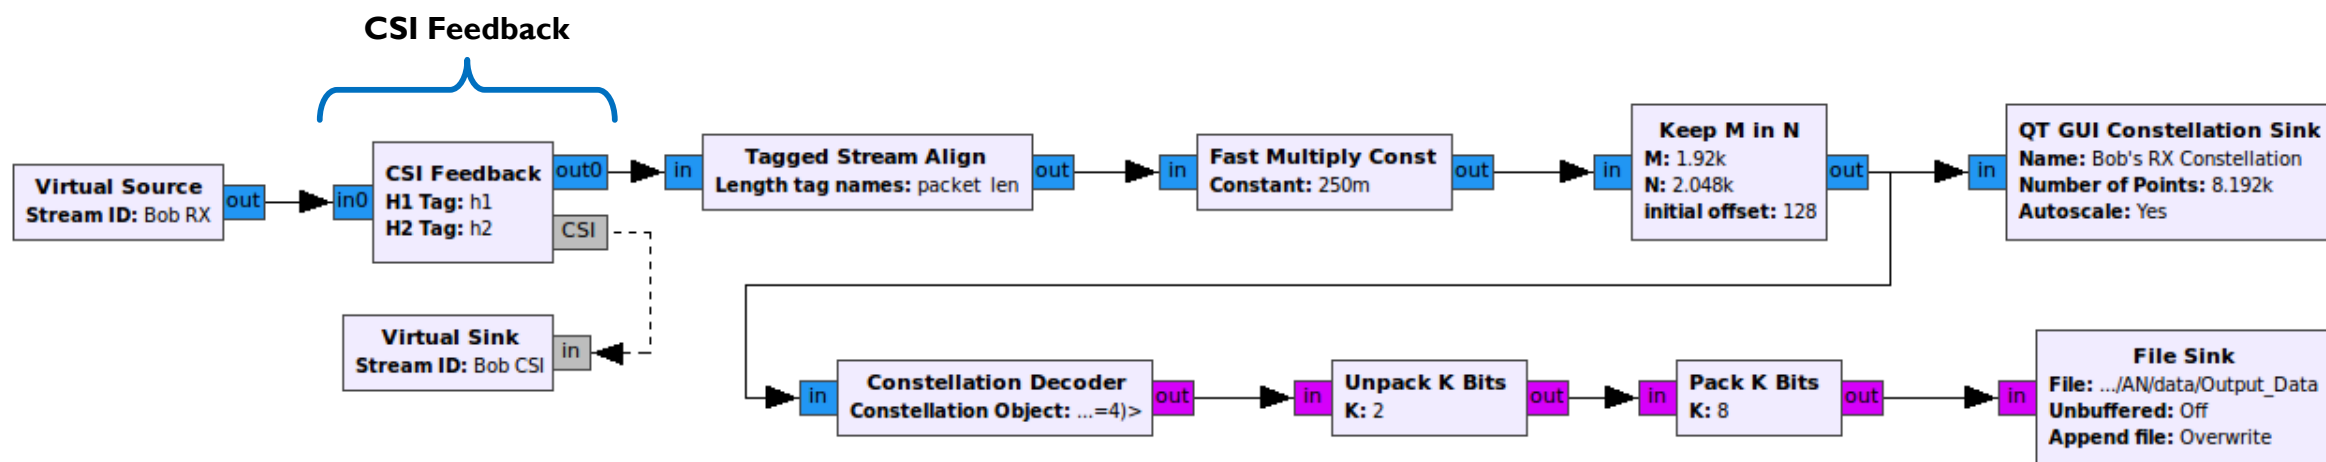 CSI Feedback
Virtual Source
Stream ID: Bob RX
out
in0
CSI Feedback
H1 Tag: h1
H2 Tag: h2
out0
CSI
in
Tagged Stream Align
Length tag names: packet_len
out
in
Fast Multiply Const
Constant: 250m
out
in
Keep M in N
M: 1.92k
N: 2.048k
initial offset: 128
out
in
QT GUI Constellation Sink
Name: Bob's RX Constellation
Number of Points: 8.192k
Autoscale: Yes
Virtual Sink
Stream ID: Bob CSI
in
in
Constellation Decoder
Constellation Object: ...=4)>
out
in
Unpack K Bits
K: 2
out
in
Pack K Bits
K: 8
out
in
File Sink
File: .../AN/data/Output_Data
Unbuffered: Off
Append file: Overwrite